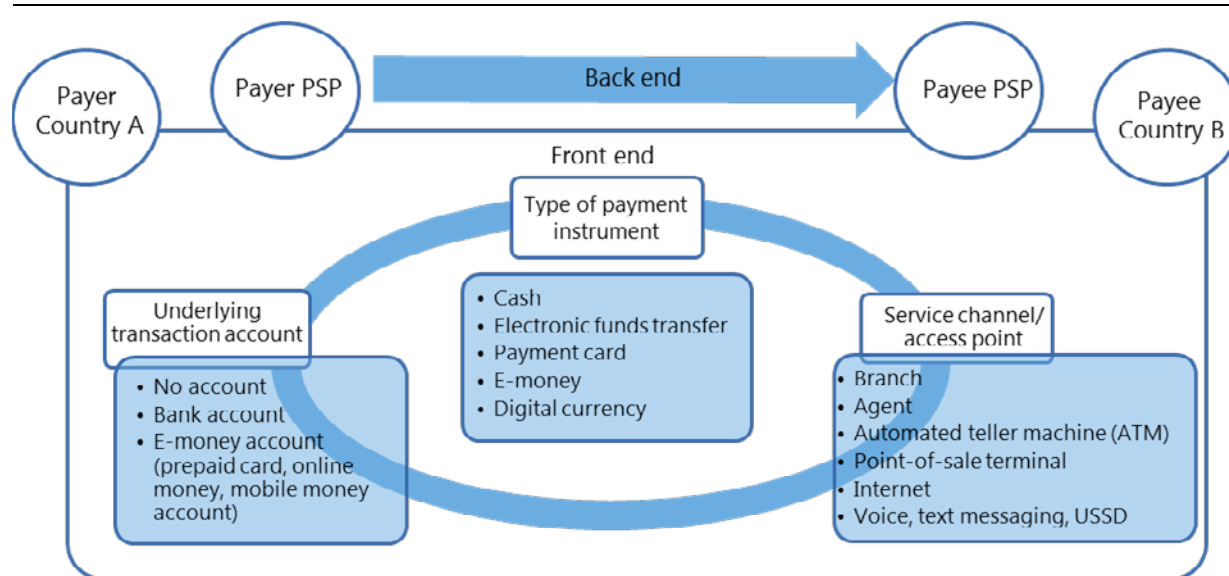 Payer
Country A
Payer PSP
Back end
Payee PSP
Payee
Country B
Front end
Type of payment
instrument
• Cash
• Electronic funds transfer
• Payment card
• E-money
• Digital currency
Underlying
transaction account
• No account
• Bank account
• E-money account
(prepaid card, online
money, mobile money
account)
Service channel/
access point
• Branch
• Agent
• Automated teller machine (ATM)
• Point-of-sale terminal
• Internet
• Voice, text messaging, USSD